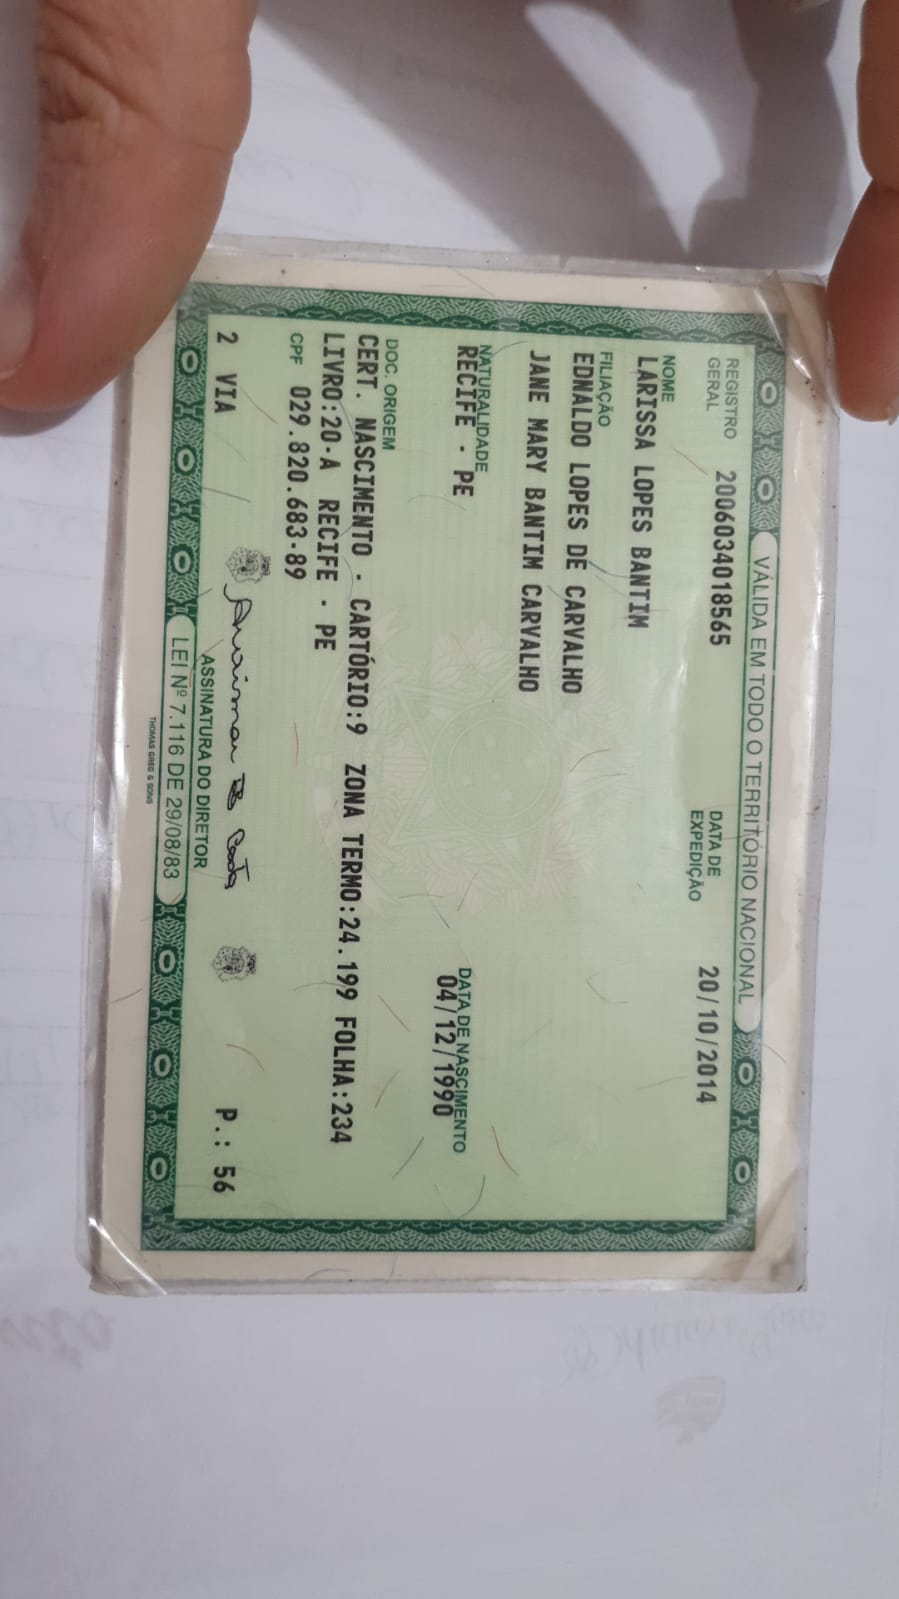 VÁLIDA EM TODO O TERRITÓRIO NACIONAL
REGISTRO GERAL 2006034018565 DATA DE EXPEDIÇÃO 20/10/2014
NOME
LARISSA LOPES BANTIM
FILIAÇÃO
EDNALDO LOPES DE CARVALHO
JANE MARY BANTIM CARVALHO
NATURALIDADE DATA DE NASCIMENTO
RECIFE - PE 04/12/1990
DOC. ORIGEM
CERT. NASCIMENTO - CARTÓRIO:9 ZONA TERMO:24.199 FOLHA:234
LIVRO:20-A RECIFE - PE
CPF 029.820.683-89
2 VIA P.: 56
ASSINATURA DO DIRETOR
LEI Nº 7.116 DE 29/08/83
THOMAS GREG & SONS